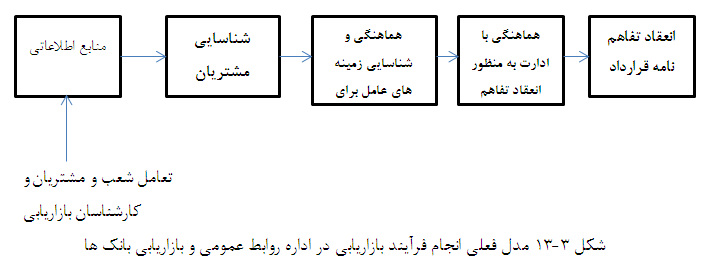 منابع اطلاعاتی
شناسایی
مشتریان
هماهنگی و
شناسایی زمینه
های عامل برای
هماهنگی با
ادارت به منظور
انعقاد تفاهم
انعقاد تفاهم
نامه قرارداد
تعامل شعب و مشتریان و
کارشناسان بازاریابی
شکل ۳-۱۳ مدل فعلی انجام فرآیند بازاریابی در اداره روابط عمومی و بازاریابی بانک ها